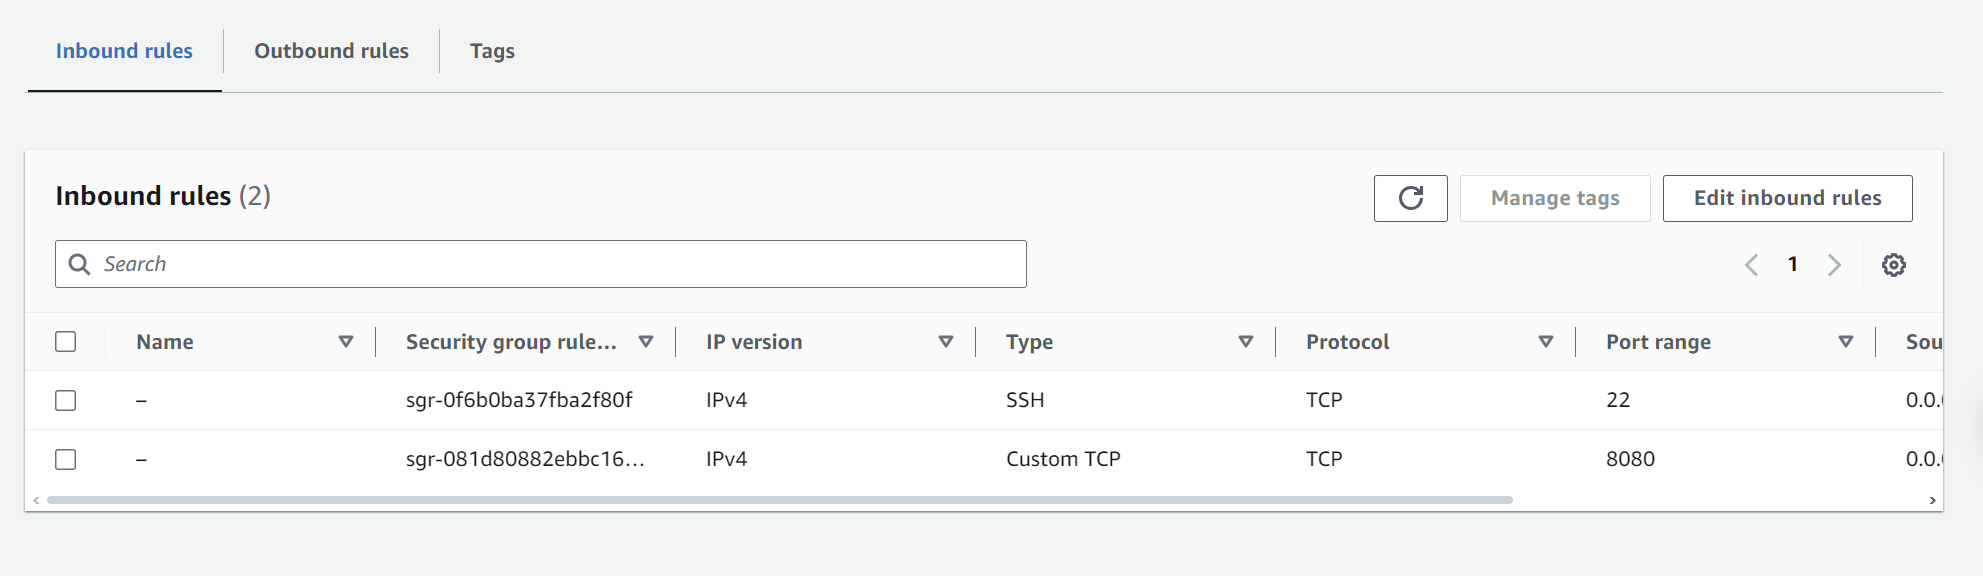 Inbound rules Outbound rules Tags
Inbound rules (2)
Manage tags Edit inbound rules
Search
1
Name Security group rule... IP version Type Protocol Port range Sou
– sgr-0f6b0ba37fba2f80f IPv4 SSH TCP 22 0.0.
– sgr-081d80882ebbc16... IPv4 Custom TCP TCP 8080 0.0.